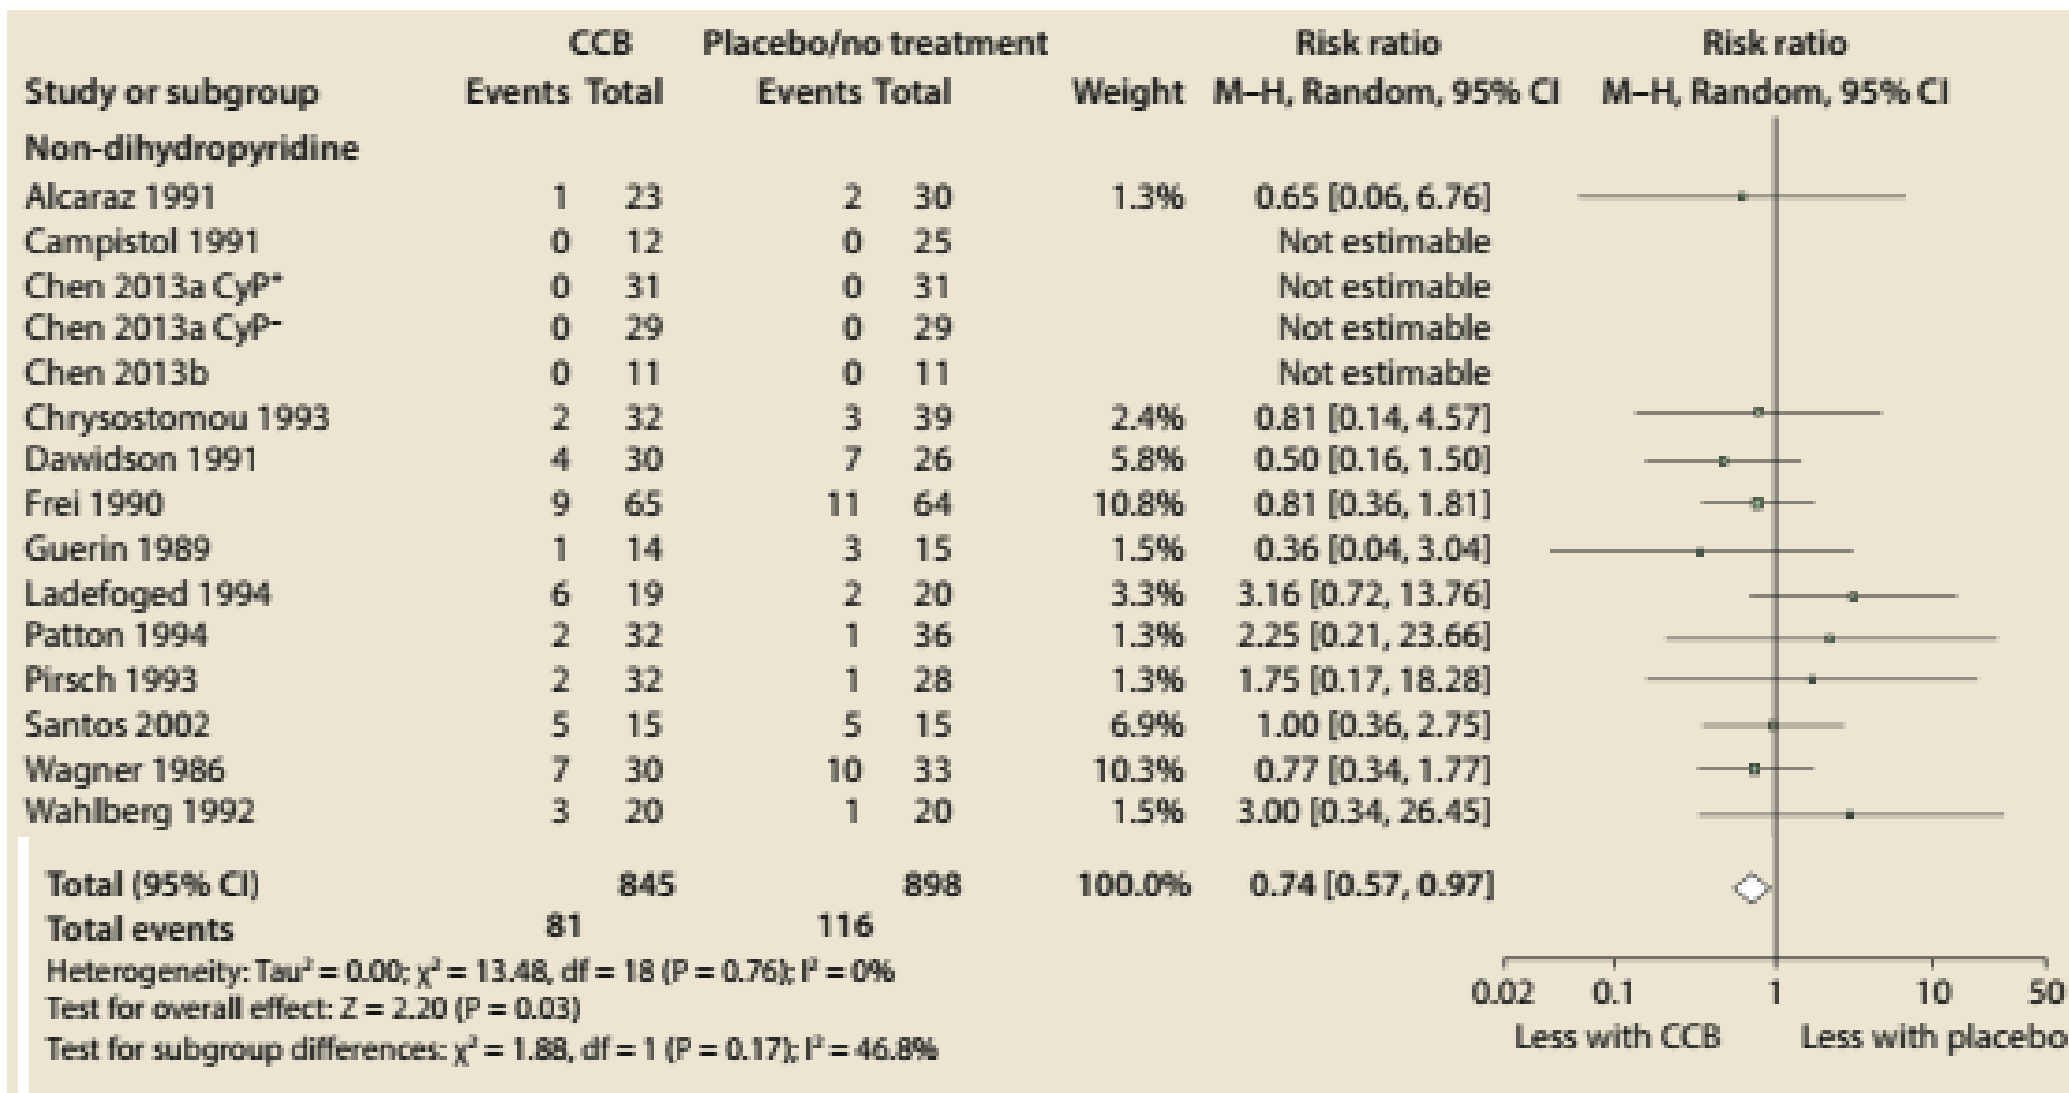 CCB Placebo/no treatment Risk ratio Risk ratio
Study or subgroup Events Total Events Total Weight M–H, Random, 95% CI M–H, Random, 95% CI
Non-dihydropyridine
Alcaraz 1991 1 23 2 30 1.3% 0.65 [0.06, 6.76]
Campistol 1991 0 12 0 25 Not estimable
Chen 2013a CyP⁺ 0 31 0 31 Not estimable
Chen 2013a CyP⁻ 0 29 0 29 Not estimable
Chen 2013b 0 11 0 11 Not estimable
Chrysostomou 1993 2 32 3 39 2.4% 0.81 [0.14, 4.57]
Dawidson 1991 4 30 7 26 5.8% 0.50 [0.16, 1.50]
Frei 1990 9 65 11 64 10.8% 0.81 [0.36, 1.81]
Guerin 1989 1 14 3 15 1.5% 0.36 [0.04, 3.04]
Ladefoged 1994 6 19 2 20 3.3% 3.16 [0.72, 13.76]
Patton 1994 2 32 1 36 1.3% 2.25 [0.21, 23.66]
Pirsch 1993 2 32 1 28 1.3% 1.75 [0.17, 18.28]
Santos 2002 5 15 5 15 6.9% 1.00 [0.36, 2.75]
Wagner 1986 7 30 10 33 10.3% 0.77 [0.34, 1.77]
Wahlberg 1992 3 20 1 20 1.5% 3.00 [0.34, 26.45]
Total (95% CI) 845 898 100.0% 0.74 [0.57, 0.97]
Total events 81 116
Heterogeneity: Tau² = 0.00; χ² = 13.48, df = 18 (P = 0.76); I² = 0%
Test for overall effect: Z = 2.20 (P = 0.03)
Test for subgroup differences: χ² = 1.88, df = 1 (P = 0.17); I² = 46.8%
0.02 0.1 1 10 50
Less with CCB Less with placebo